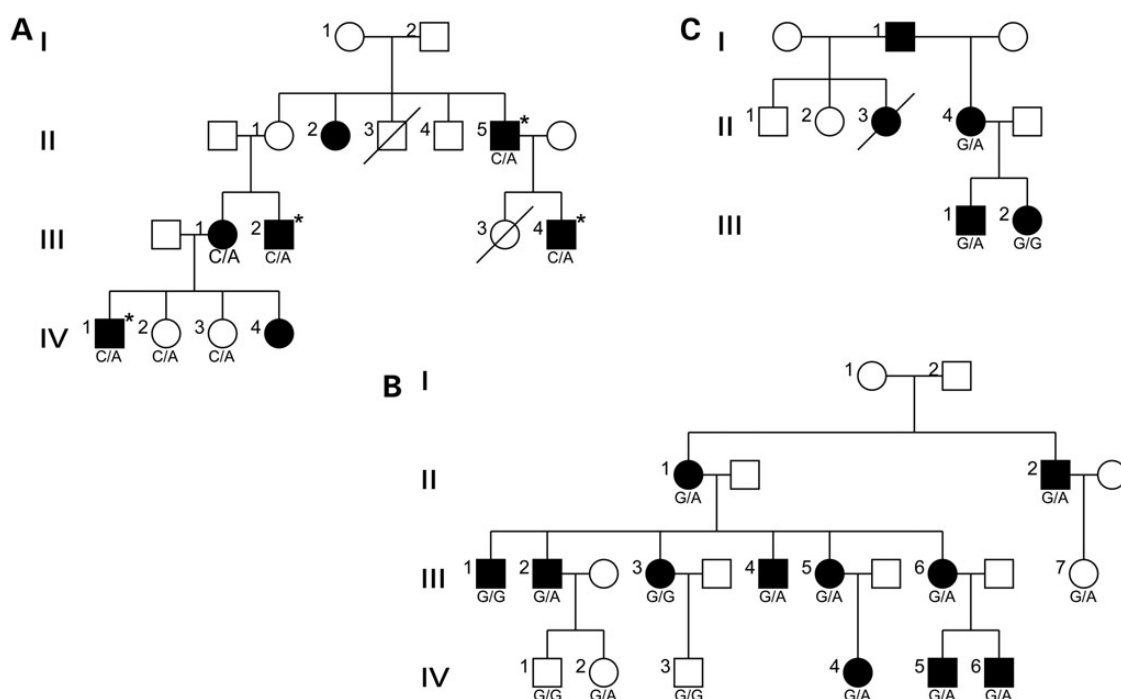 A I 1 2
II 1 2 3 4 5 *
C/A
III 1 2 * 3 4 *
C/A C/A C/A
IV 1 * 2 3 4
C/A C/A C/A
C I 1
II 1 2 3 4
G/A
III 1 2
G/A G/G
B I 1 2
II 1 2
G/A G/A
III 1 2 3 4 5 6 7
G/G G/A G/G G/A G/A G/A G/A
IV 1 2 3 4 5 6
G/G G/A G/G G/A G/A G/A